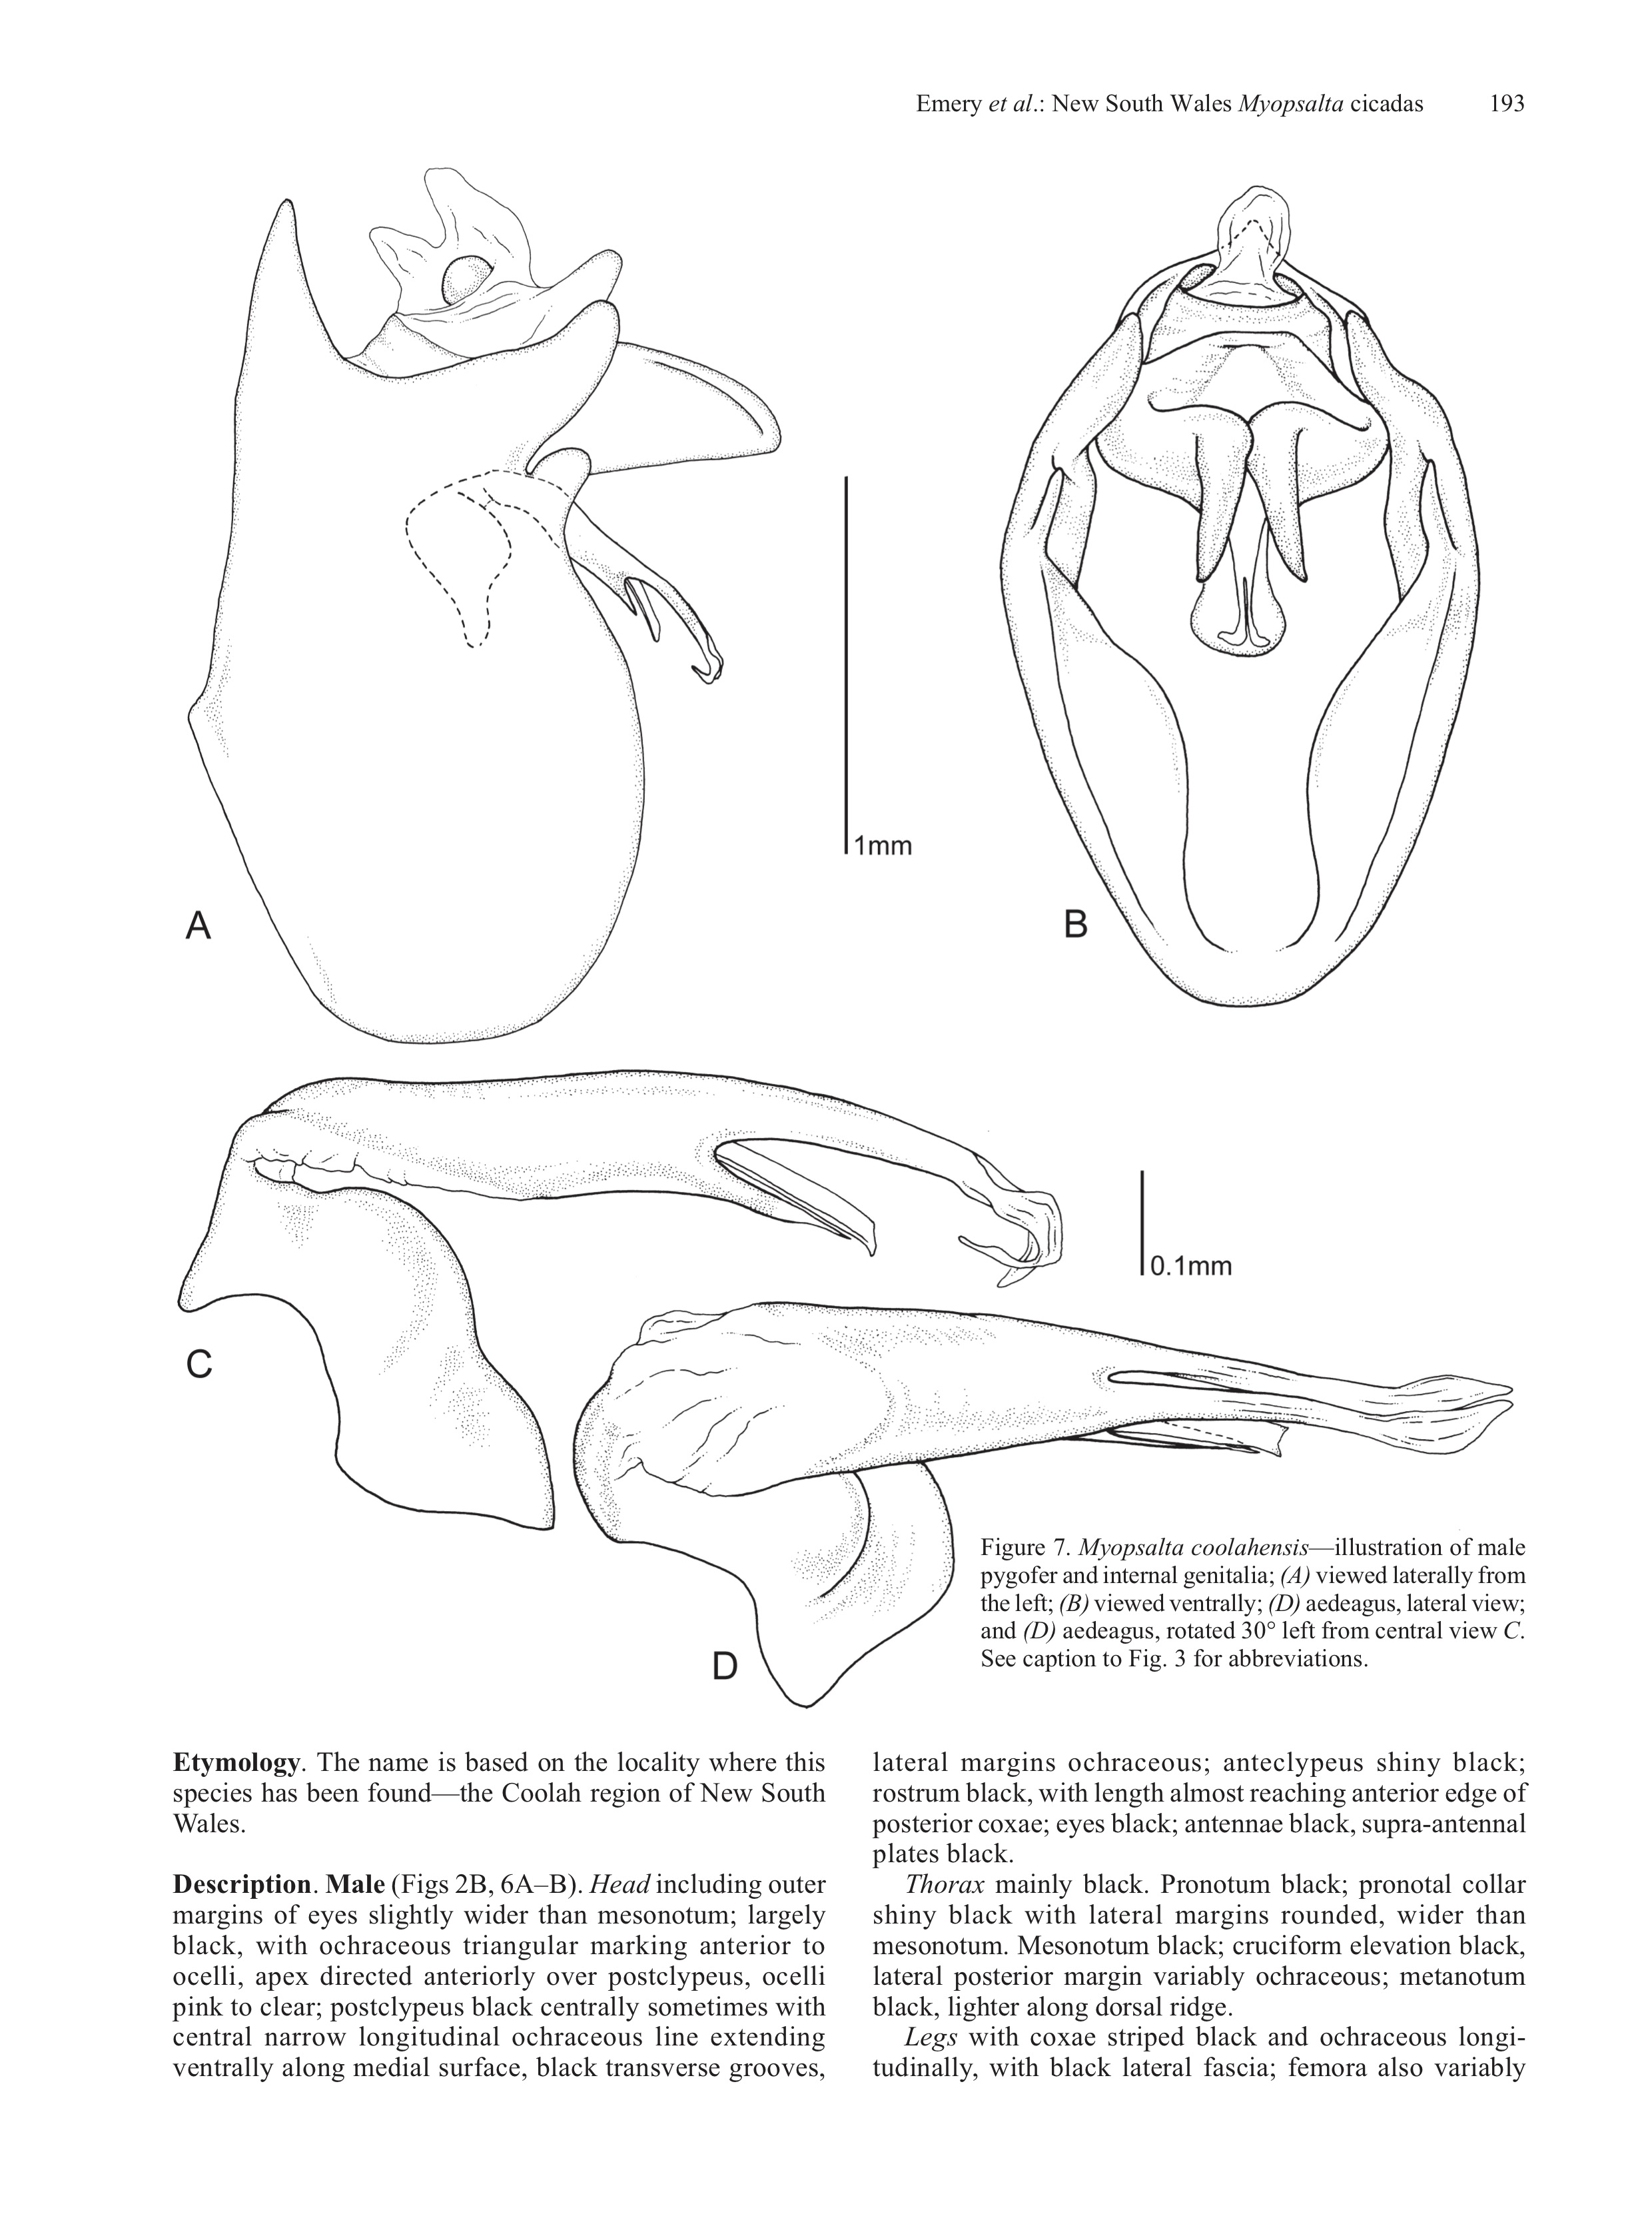 Emery et al.: New South Wales Myopsalta cicadas 193
1mm
A
B
0.1mm
C
D
Figure 7. Myopsalta coolahensis—illustration of male
pygofer and internal genitalia; (A) viewed laterally from
the left; (B) viewed ventrally; (D) aedeagus, lateral view;
and (D) aedeagus, rotated 30° left from central view C.
See caption to Fig. 3 for abbreviations.
Etymology. The name is based on the locality where this
species has been found—the Coolah region of New South
Wales.
Description. Male (Figs 2B, 6A–B). Head including outer
margins of eyes slightly wider than mesonotum; largely
black, with ochraceous triangular marking anterior to
ocelli, apex directed anteriorly over postclypeus, ocelli
pink to clear; postclypeus black centrally sometimes with
central narrow longitudinal ochraceous line extending
ventrally along medial surface, black transverse grooves,
lateral margins ochraceous; anteclypeus shiny black;
rostrum black, with length almost reaching anterior edge of
posterior coxae; eyes black; antennae black, supra-antennal
plates black.
Thorax mainly black. Pronotum black; pronotal collar
shiny black with lateral margins rounded, wider than
mesonotum. Mesonotum black; cruciform elevation black,
lateral posterior margin variably ochraceous; metanotum
black, lighter along dorsal ridge.
Legs with coxae striped black and ochraceous longi-
tudinally, with black lateral fascia; femora also variably